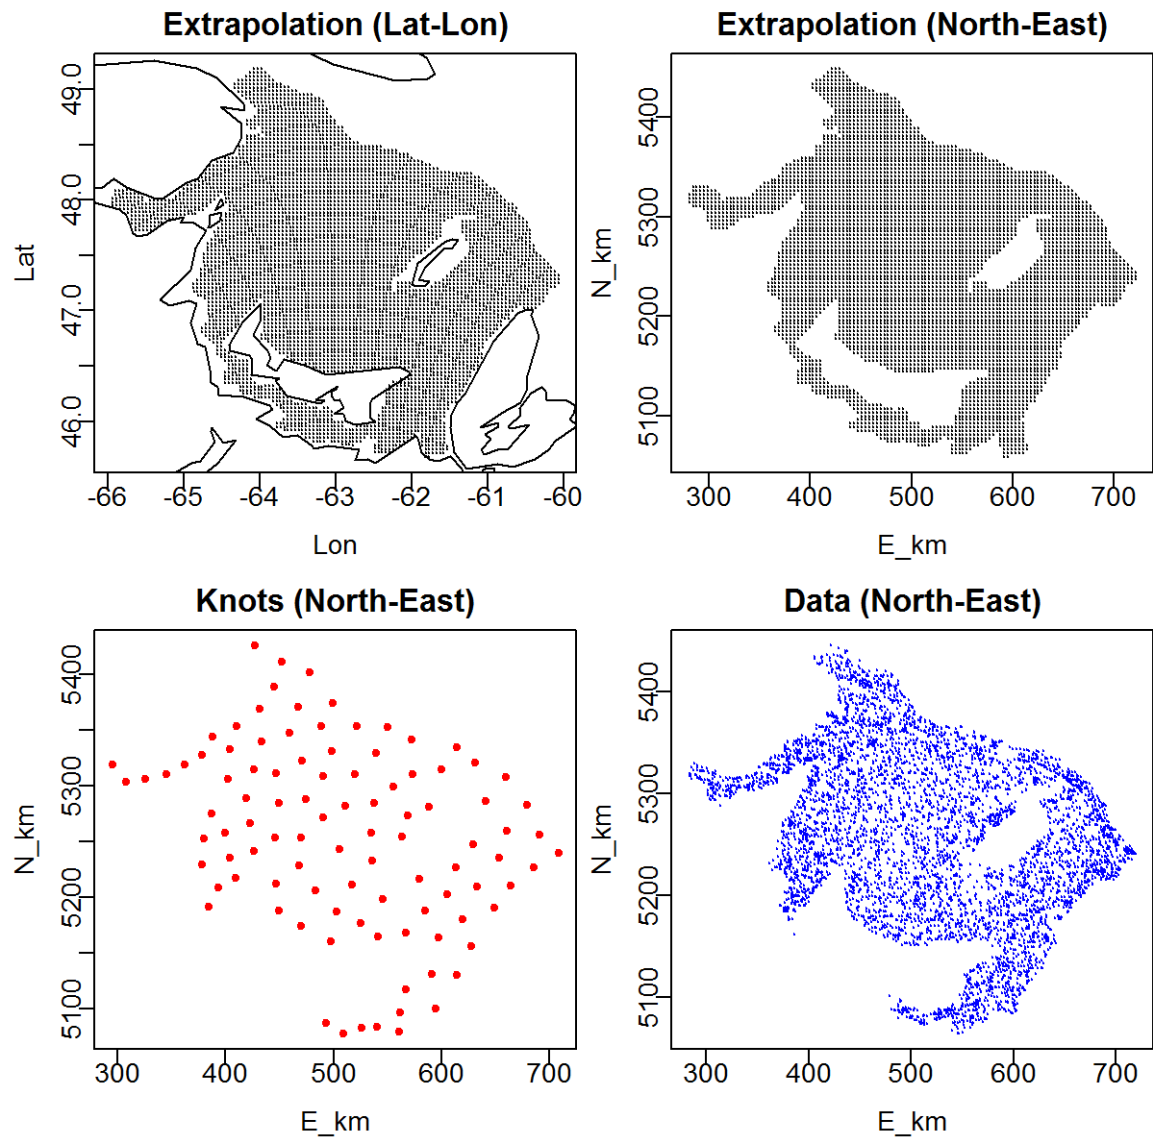 Extrapolation (Lat-Lon)
Lat
49.0
48.0
47.0
46.0
-66 -65 -64 -63 -62 -61 -60
Lon
Extrapolation (North-East)
N_km
5400
5300
5200
5100
300 400 500 600 700
E_km
Knots (North-East)
N_km
5400
5300
5200
5100
300 400 500 600 700
E_km
Data (North-East)
N_km
5400
5300
5200
5100
300 400 500 600 700
E_km